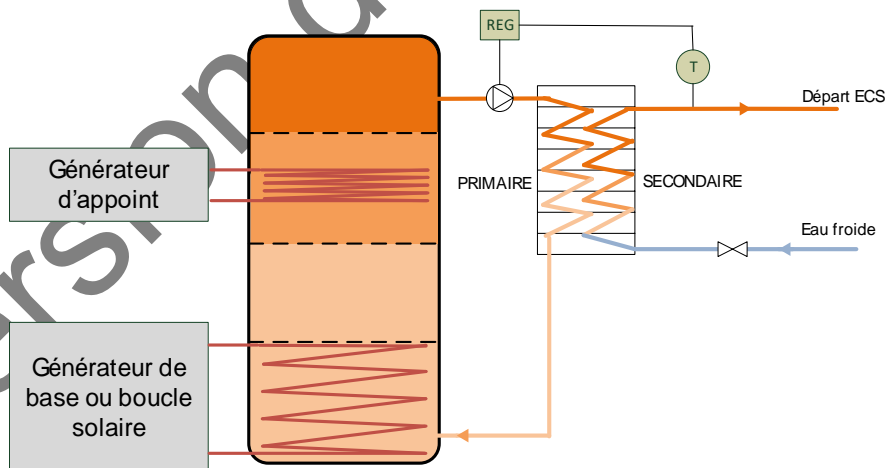 REG
T
Départ ECS
Générateur
d'appoint
PRIMAIRE
SECONDAIRE
Eau froide
Générateur de
base ou boucle
solaire